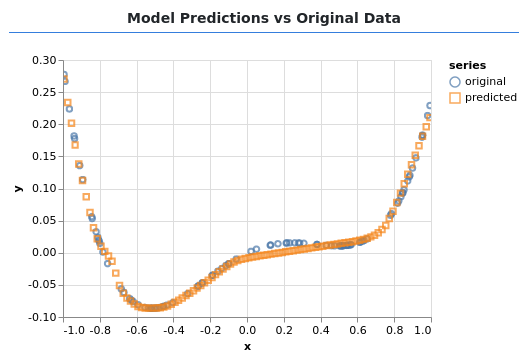 Model Predictions vs Original Data
series
original
predicted
y
0.30
0.25
0.20
0.15
0.10
0.05
0.00
-0.05
-0.10
-1.0 -0.8 -0.6 -0.4 -0.2 0.0 0.2 0.4 0.6 0.8 1.0
x